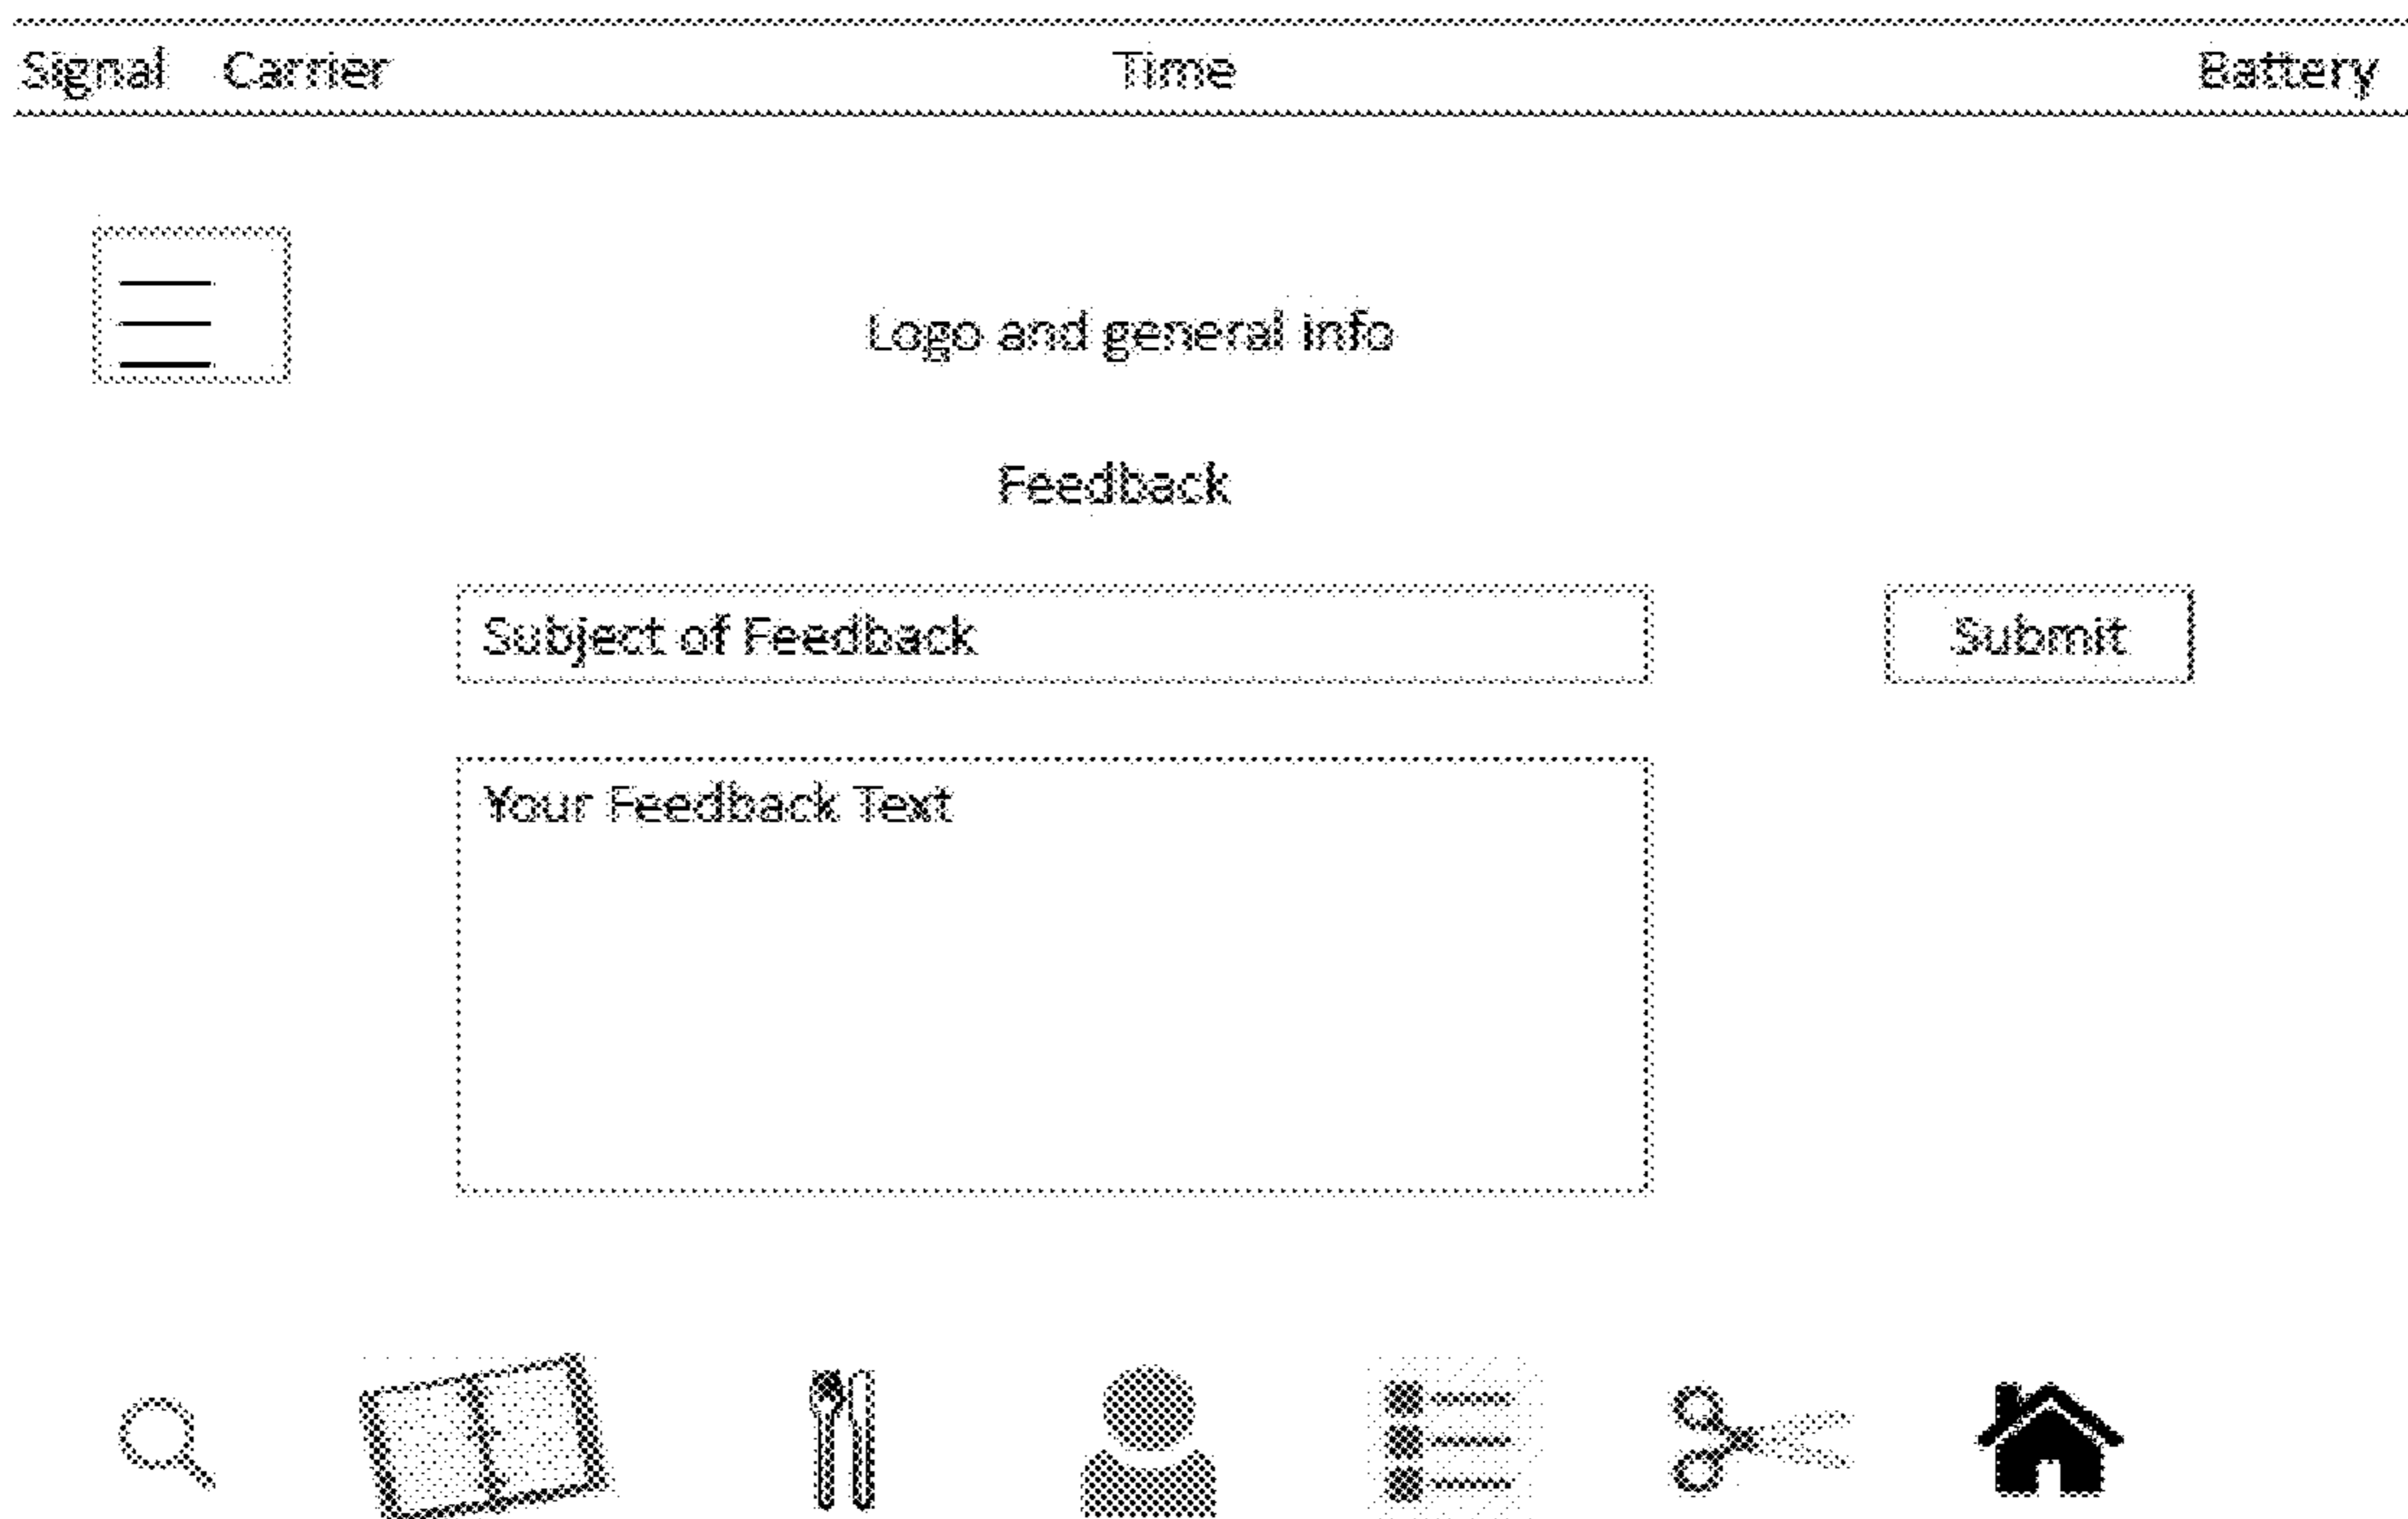 Signal Carrier Time Battery
Logo and general info
Feedback
Subject of Feedback Submit
Your Feedback Text